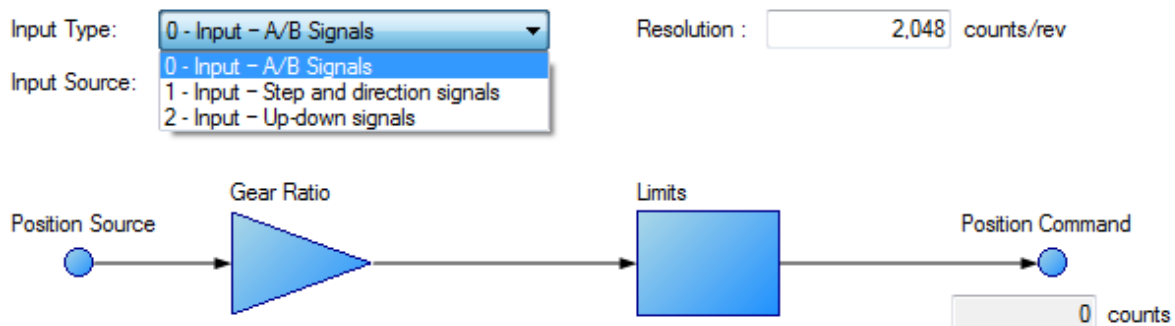 Input Type: 0 - Input – A/B Signals Resolution : 2,048 counts/rev
0 - Input – A/B Signals
Input Source: 1 - Input – Step and direction signals
2 - Input – Up-down signals
Gear Ratio Limits
Position Source Position Command
0 counts